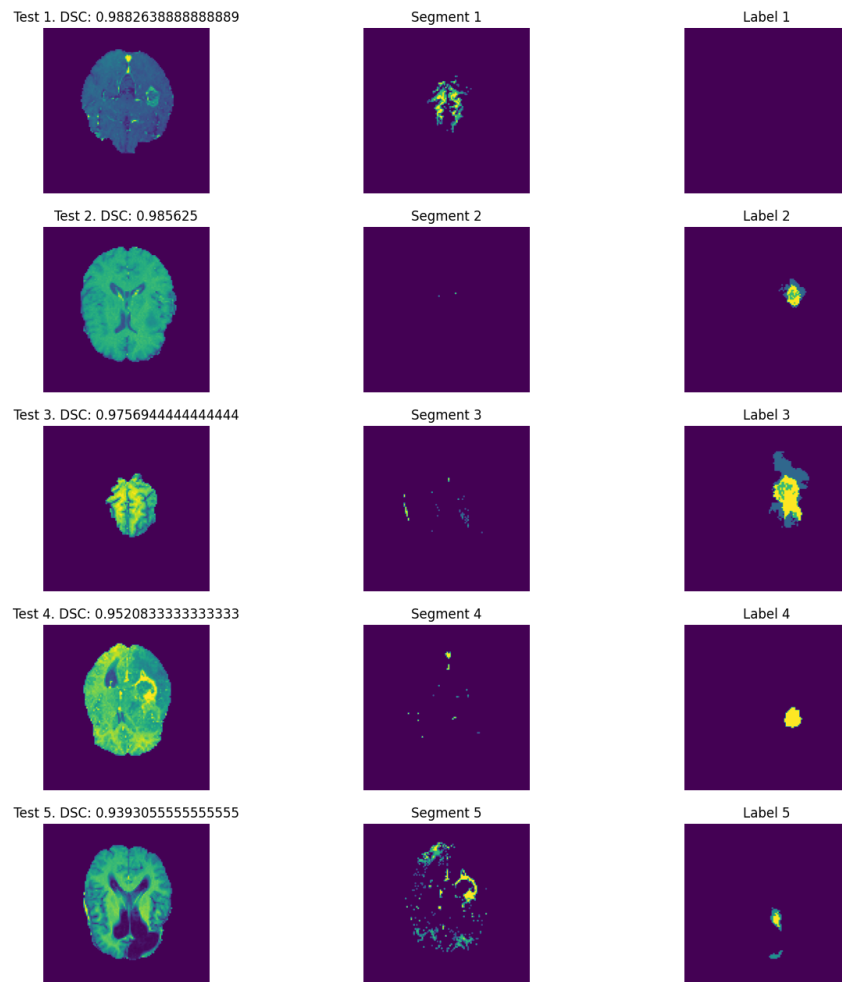 Test 1. DSC: 0.9882638888888889
Segment 1
Label 1
Test 2. DSC: 0.985625
Segment 2
Label 2
Test 3. DSC: 0.9756944444444444
Segment 3
Label 3
Test 4. DSC: 0.9520833333333333
Segment 4
Label 4
Test 5. DSC: 0.9393055555555555
Segment 5
Label 5